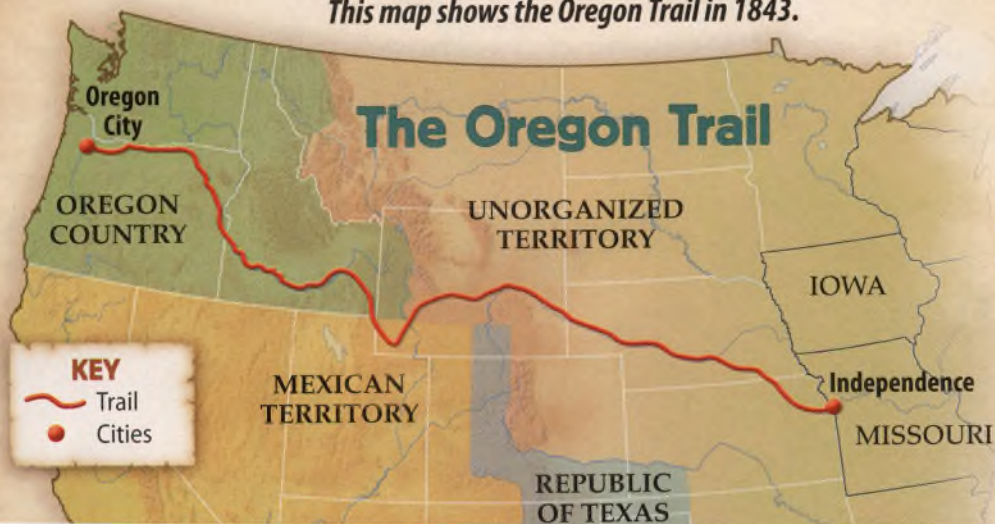 This map shows the Oregon Trail in 1843.
The Oregon Trail
Oregon
City
OREGON
COUNTRY
UNORGANIZED
TERRITORY
IOWA
KEY
Trail
Cities
MEXICAN
TERRITORY
Independence
MISSOURI
REPUBLIC
OF TEXAS